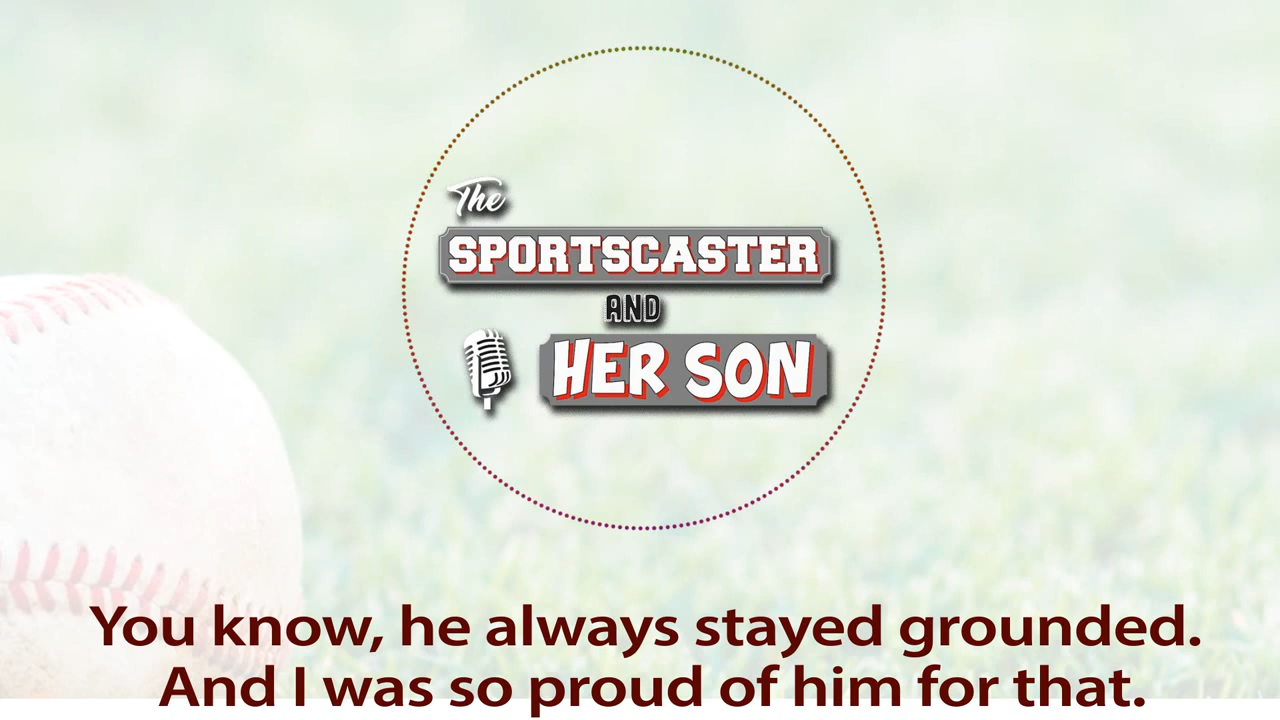 The
SPORTSCASTER
AND
HER SON
You know, he always stayed grounded.
And I was so proud of him for that.